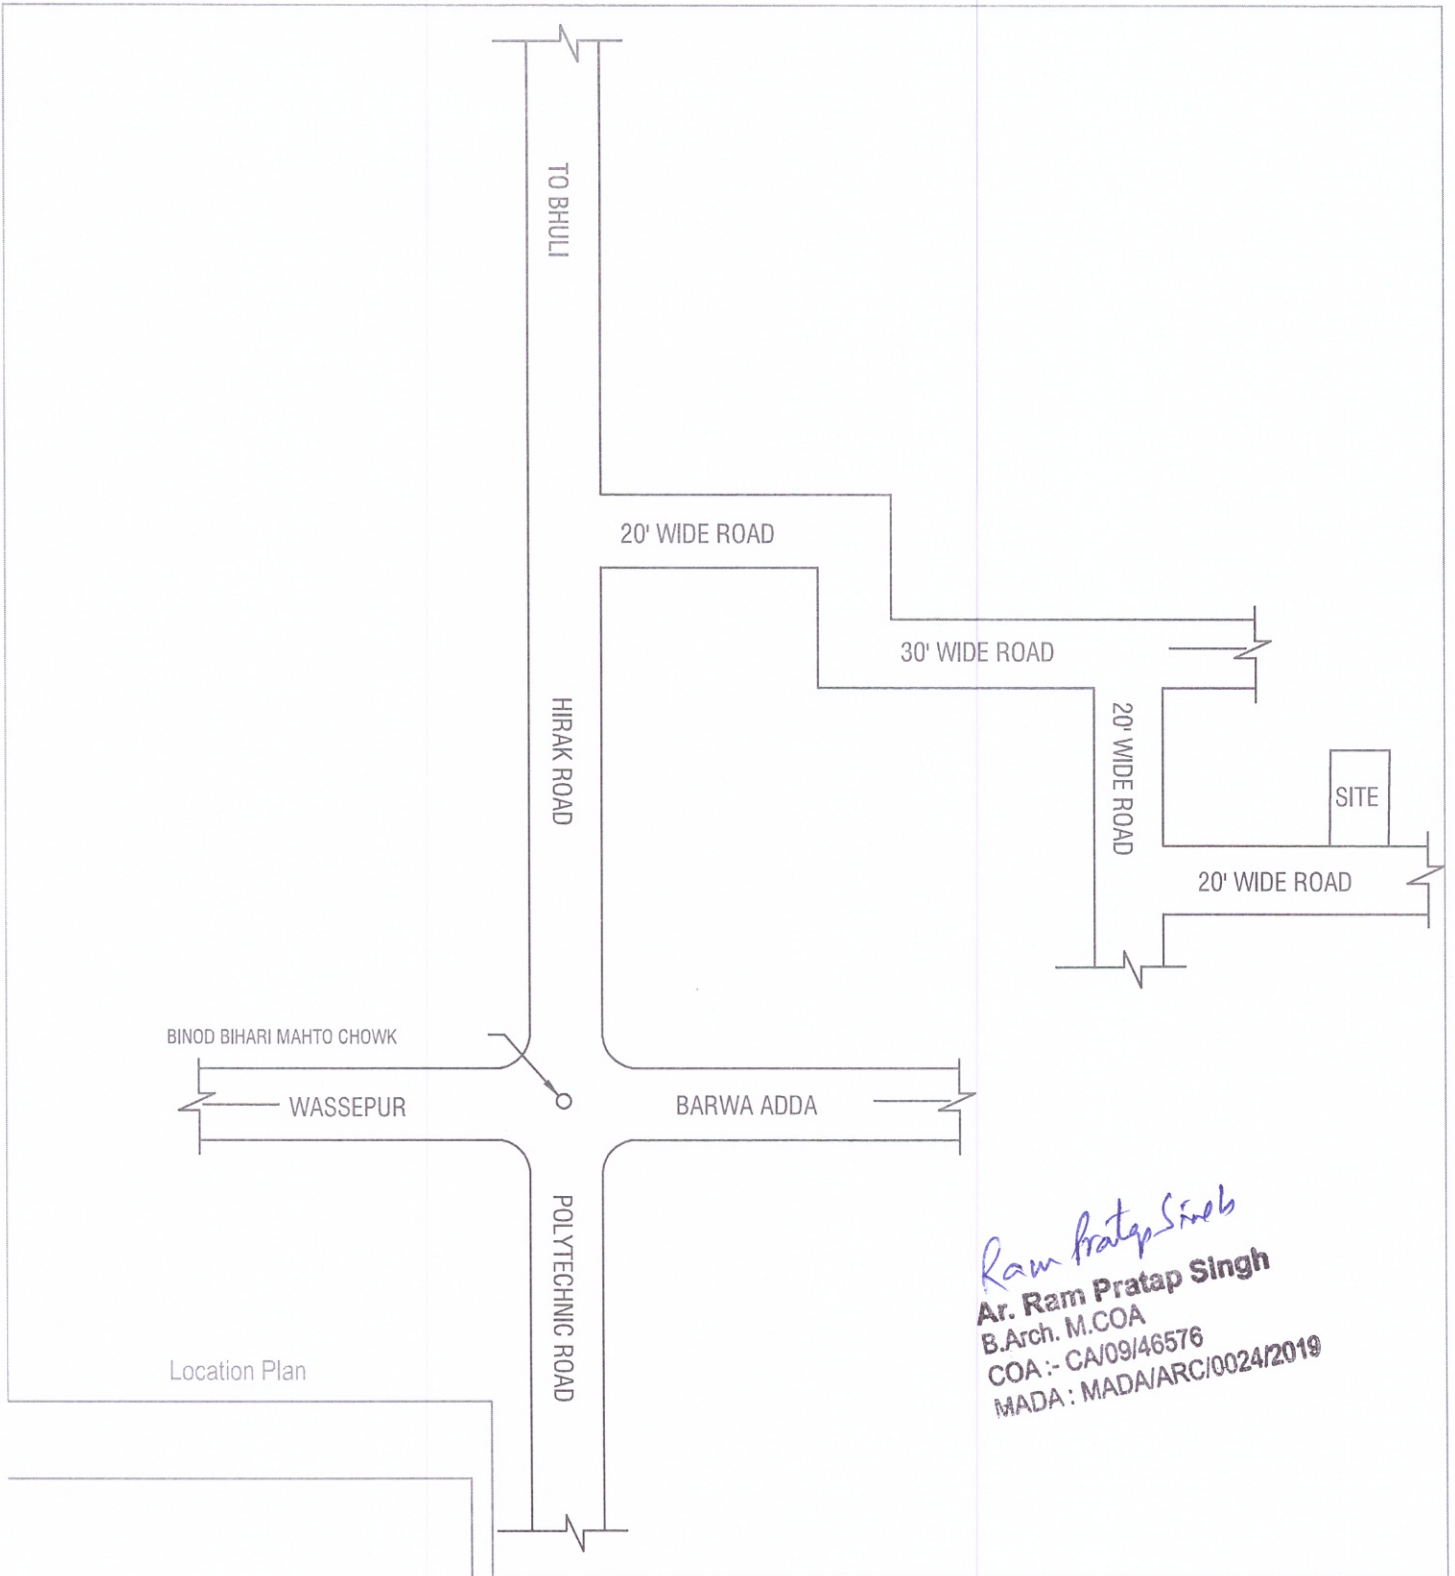 TO BHULI
20' WIDE ROAD
30' WIDE ROAD
HIRAK ROAD
20' WIDE ROAD
SITE
20' WIDE ROAD
BINOD BIHARI MAHTO CHOWK
WASSEPUR
BARWA ADDA
POLYTECHNIC ROAD
Location Plan
Ram Pratap Singh
Ar. Ram Pratap Singh
B.Arch. M.COA
COA :- CA/09/46576
MADA : MADA/ARC/0024/2019